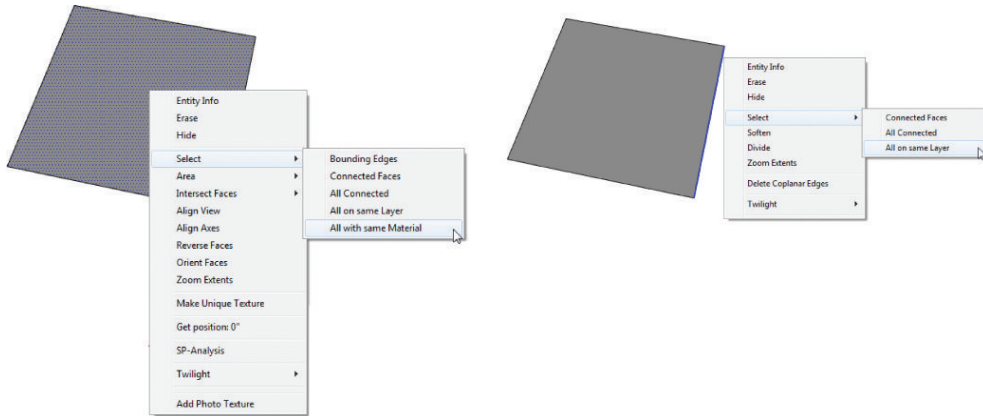 Entity Info
Erase
Hide
Select
Area
Intersect Faces
Align View
Align Axes
Reverse Faces
Orient Faces
Zoom Extents
Make Unique Texture
Get position: 0"
SP-Analysis
Twilight
Add Photo Texture
Bounding Edges
Connected Faces
All Connected
All on same Layer
All with same Material
Entity Info
Erase
Hide
Select
Soften
Divide
Zoom Extents
Delete Coplanar Edges
Twilight
Connected Faces
All Connected
All on same Layer